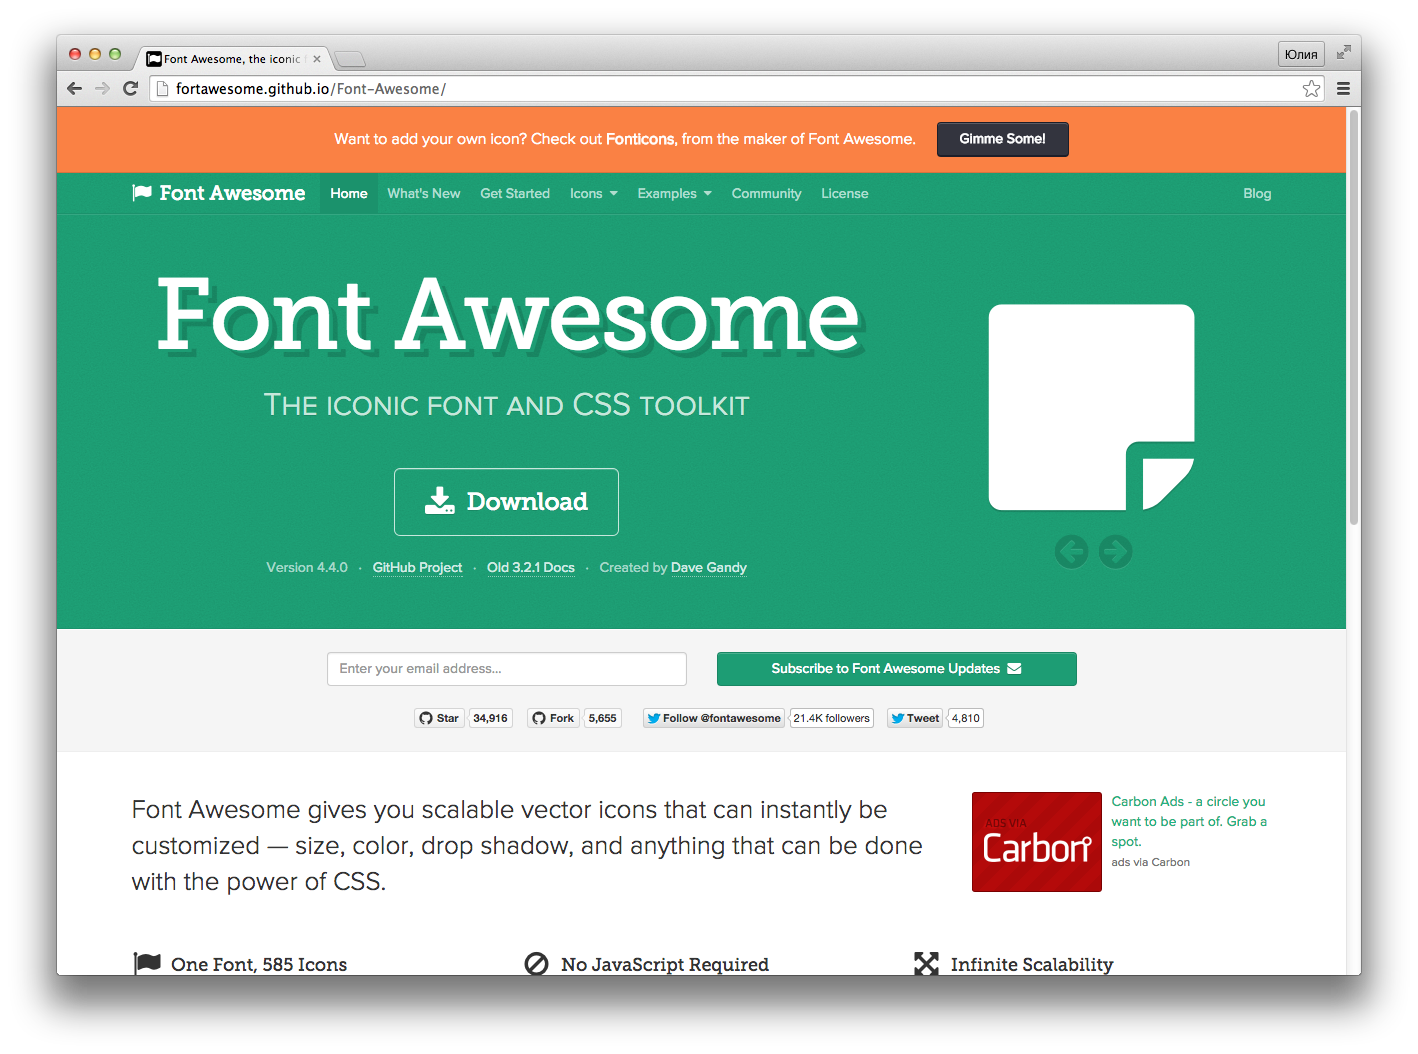 Font Awesome, the iconic f
Юлия
fortawesome.github.io/Font-Awesome/
Want to add your own icon? Check out Fonticons, from the maker of Font Awesome.
Gimme Some!
Font Awesome
Home
What's New
Get Started
Icons
Examples
Community
License
Blog
Font Awesome
The iconic font and CSS toolkit
Download
Version 4.4.0 · GitHub Project · Old 3.2.1 Docs · Created by Dave Gandy
Enter your email address...
Subscribe to Font Awesome Updates
Star 34,916
Fork 5,655
Follow @fontawesome 21.4K followers
Tweet 4,810
Font Awesome gives you scalable vector icons that can instantly be
customized — size, color, drop shadow, and anything that can be done
with the power of CSS.
ADS VIA
Carbon
Carbon Ads - a circle you
want to be part of. Grab a
spot.
ads via Carbon
One Font, 585 Icons
No JavaScript Required
Infinite Scalability